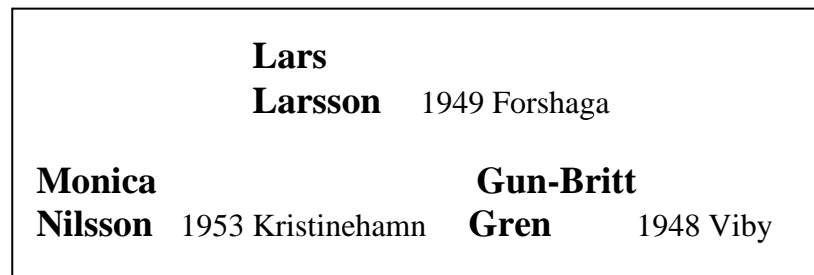 Lars
Larsson 1949 Forshaga
Monica Gun-Britt
Nilsson 1953 Kristinehamn Gren 1948 Viby